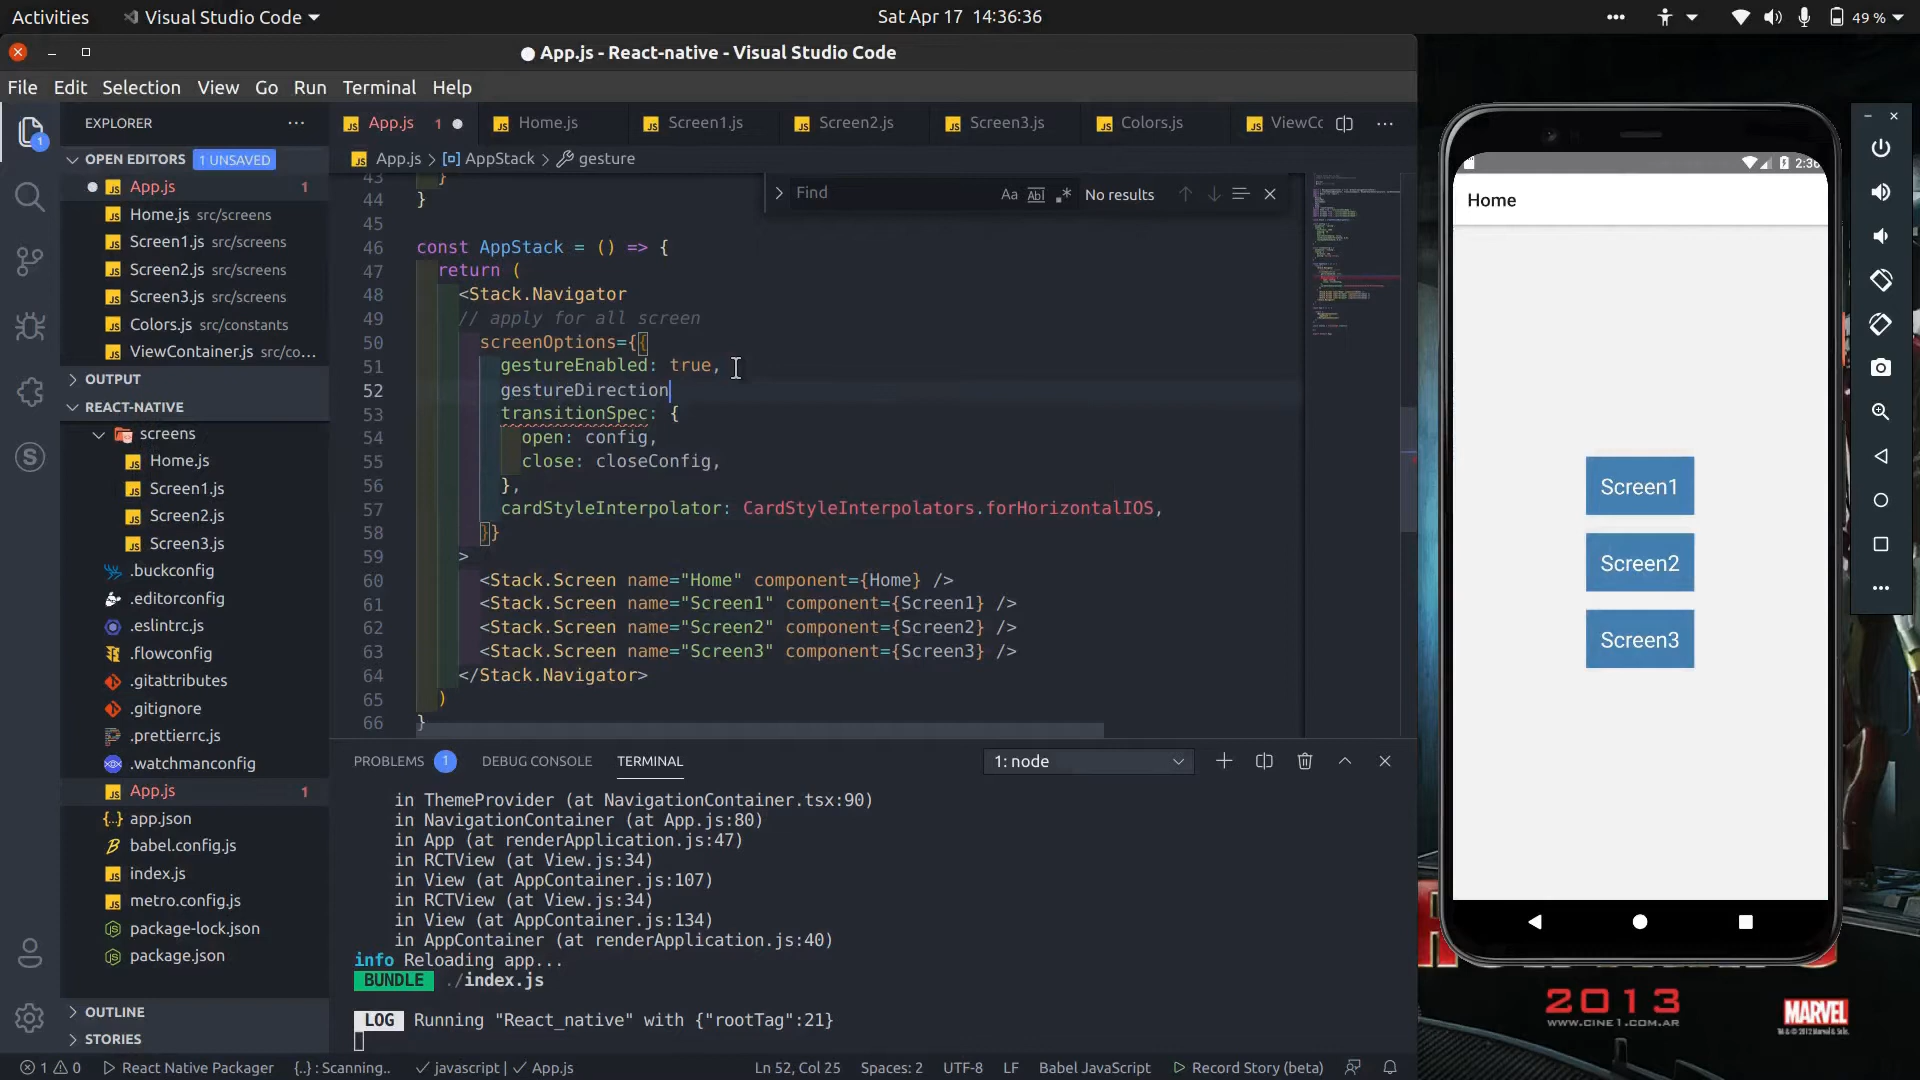 Activities
Visual Studio Code
Sat Apr 17 14:36:36
49 %
App.js - React-native - Visual Studio Code
File Edit Selection View Go Run Terminal Help
EXPLORER
OPEN EDITORS 1 UNSAVED
App.js 1
Home.js src/screens
Screen1.js src/screens
Screen2.js src/screens
Screen3.js src/screens
Colors.js src/constants
ViewContainer.js src/co...
OUTPUT
REACT-NATIVE
screens
Home.js
Screen1.js
Screen2.js
Screen3.js
.buckconfig
.editorconfig
.eslintrc.js
.flowconfig
.gitattributes
.gitignore
.prettierrc.js
.watchmanconfig
App.js 1
app.json
babel.config.js
index.js
metro.config.js
package-lock.json
package.json
OUTLINE
STORIES
App.js 1 Home.js Screen1.js Screen2.js Screen3.js Colors.js ViewCc
App.js > AppStack > gesture
Find Aa Abl .* No results
43 }
44 }
45
46 const AppStack = () => {
47 return (
48 <Stack.Navigator
49 // apply for all screen
50 screenOptions={{
51 gestureEnabled: true,
52 gestureDirection
53 transitionSpec: {
54 open: config,
55 close: closeConfig,
56 },
57 cardStyleInterpolator: CardStyleInterpolators.forHorizontalIOS,
58 }}
59 >
60 <Stack.Screen name="Home" component={Home} />
61 <Stack.Screen name="Screen1" component={Screen1} />
62 <Stack.Screen name="Screen2" component={Screen2} />
63 <Stack.Screen name="Screen3" component={Screen3} />
64 </Stack.Navigator>
65 )
66 }
PROBLEMS 1 DEBUG CONSOLE TERMINAL 1: node
in ThemeProvider (at NavigationContainer.tsx:90)
in NavigationContainer (at App.js:80)
in App (at renderApplication.js:47)
in RCTView (at View.js:34)
in View (at AppContainer.js:107)
in RCTView (at View.js:34)
in View (at AppContainer.js:134)
in AppContainer (at renderApplication.js:40)
info Reloading app...
BUNDLE ./index.js
LOG Running "React_native" with {"rootTag":21}
1 0 React Native Packager {..} : Scanning.. javascript | App.js Ln 52, Col 25 Spaces: 2 UTF-8 LF Babel JavaScript Record Story (beta)
2:36
Home
Screen1
Screen2
Screen3
2013
WWW.CINE1.COM.AR
MARVEL